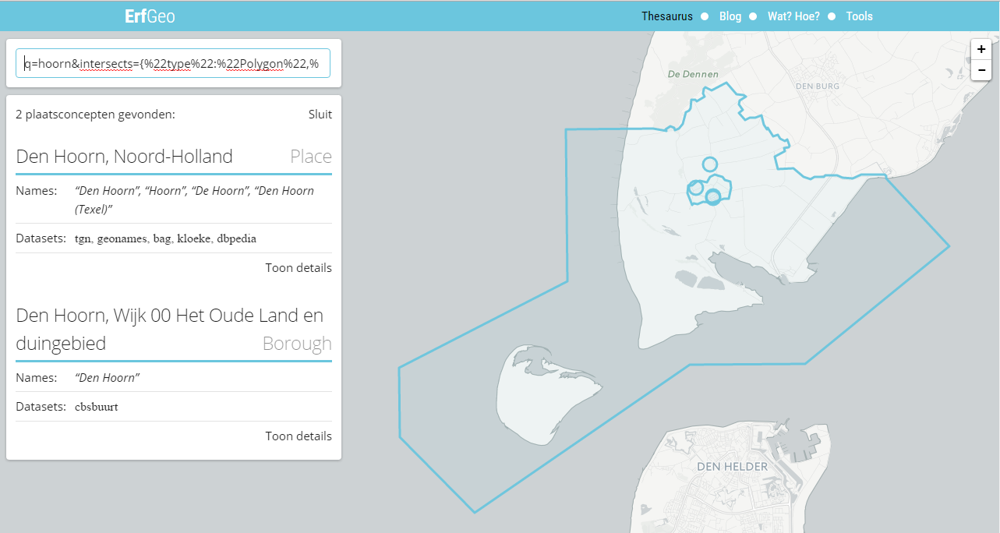 ErfGeo
Thesaurus Blog Wat? Hoe? Tools
q=hoorn&intersects={%22type%22:%22Polygon%22,%
2 plaatsconcepten gevonden: Sluit
Den Hoorn, Noord-Holland Place
Names: “Den Hoorn”, “Hoorn”, “De Hoorn”, “Den Hoorn
(Texel)”
Datasets: tgn, geonames, bag, kloeke, dbpedia
Toon details
Den Hoorn, Wijk 00 Het Oude Land en
duingebied Borough
Names: “Den Hoorn”
Datasets: cbsbuurt
Toon details
De Dennen
DEN BURG
DEN HELDER
+
−